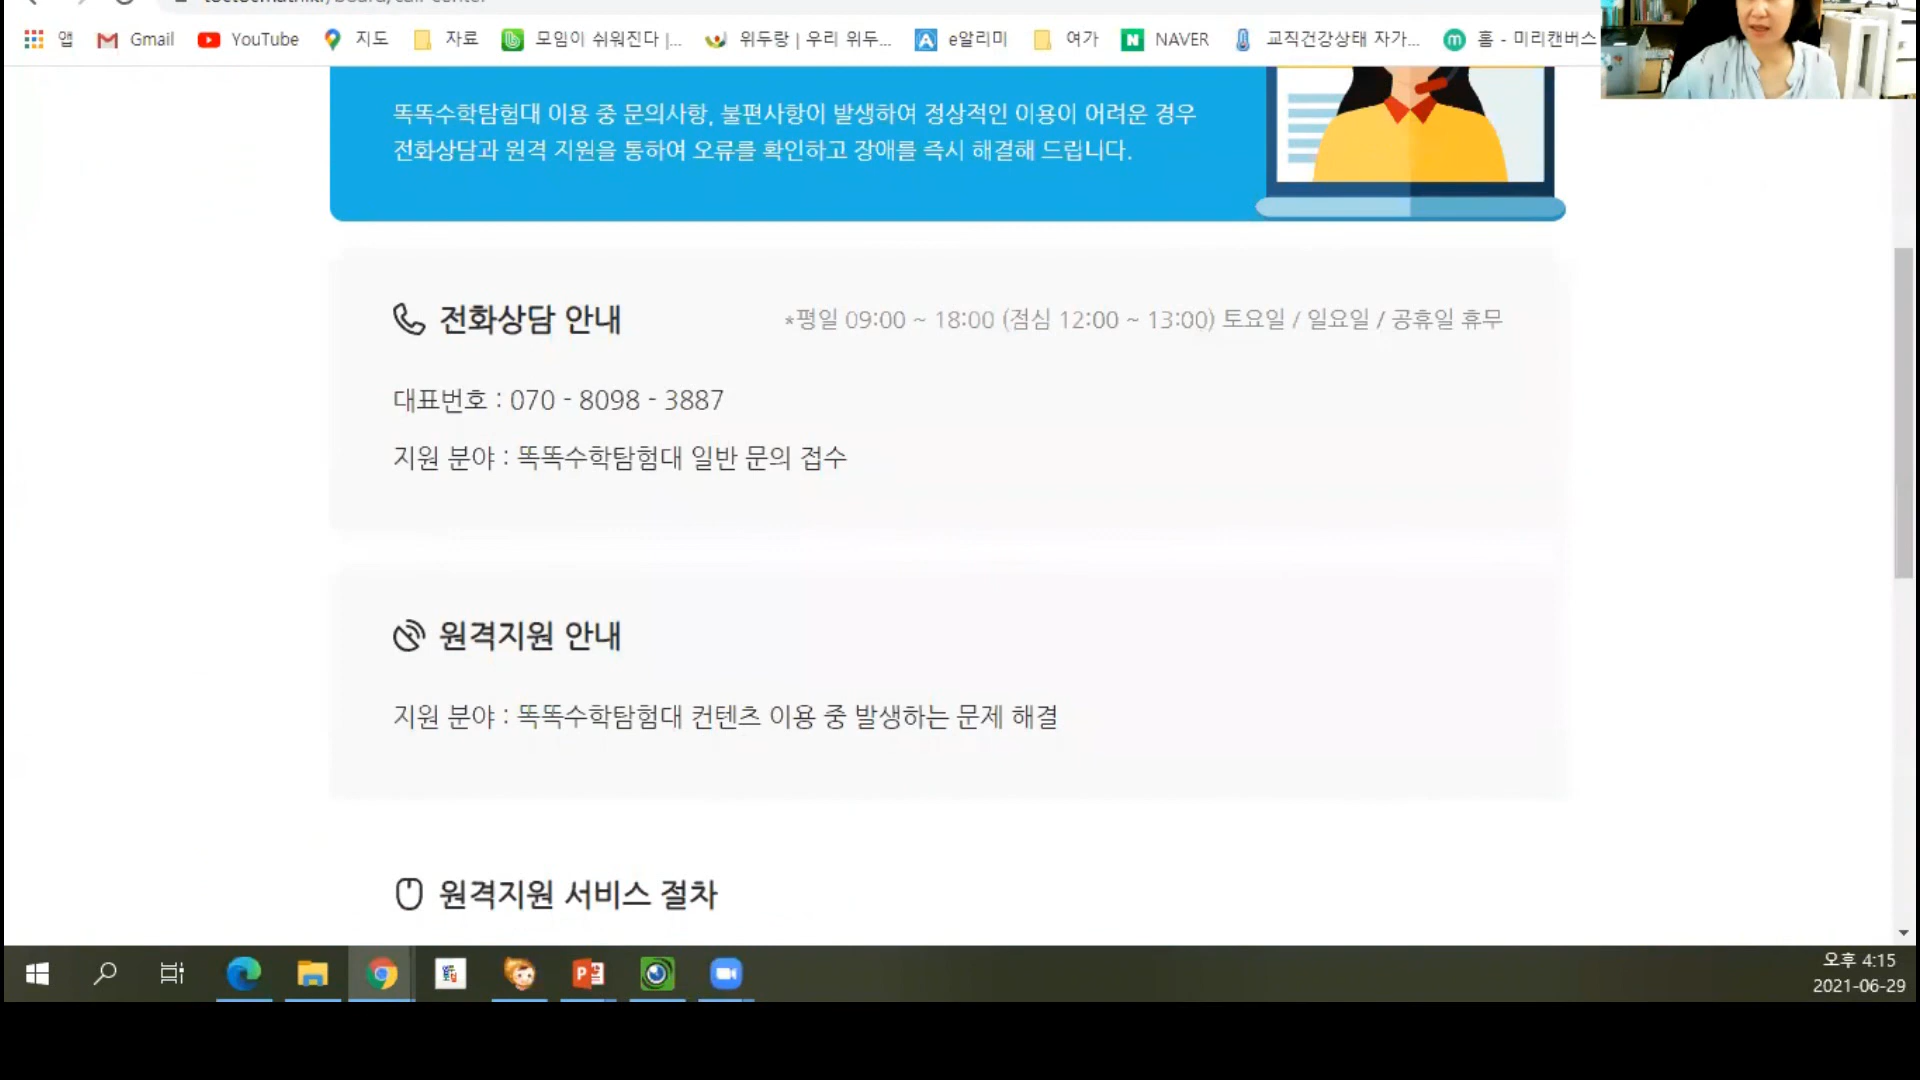 앱 Gmail YouTube 지도 자료 모임이 쉬워진다 |... 위두랑 | 우리 위두... e알리미 여가 NAVER 교직건강상태 자가... 홈 - 미리캔버스
똑똑수학탐험대 이용 중 문의사항, 불편사항이 발생하여 정상적인 이용이 어려운 경우
전화상담과 원격 지원을 통하여 오류를 확인하고 장애를 즉시 해결해 드립니다.
전화상담 안내 *평일 09:00 ~ 18:00 (점심 12:00 ~ 13:00) 토요일 / 일요일 / 공휴일 휴무
대표번호 : 070 - 8098 - 3887
지원 분야 : 똑똑수학탐험대 일반 문의 접수
원격지원 안내
지원 분야 : 똑똑수학탐험대 컨텐츠 이용 중 발생하는 문제 해결
원격지원 서비스 절차
오후 4:15
2021-06-29